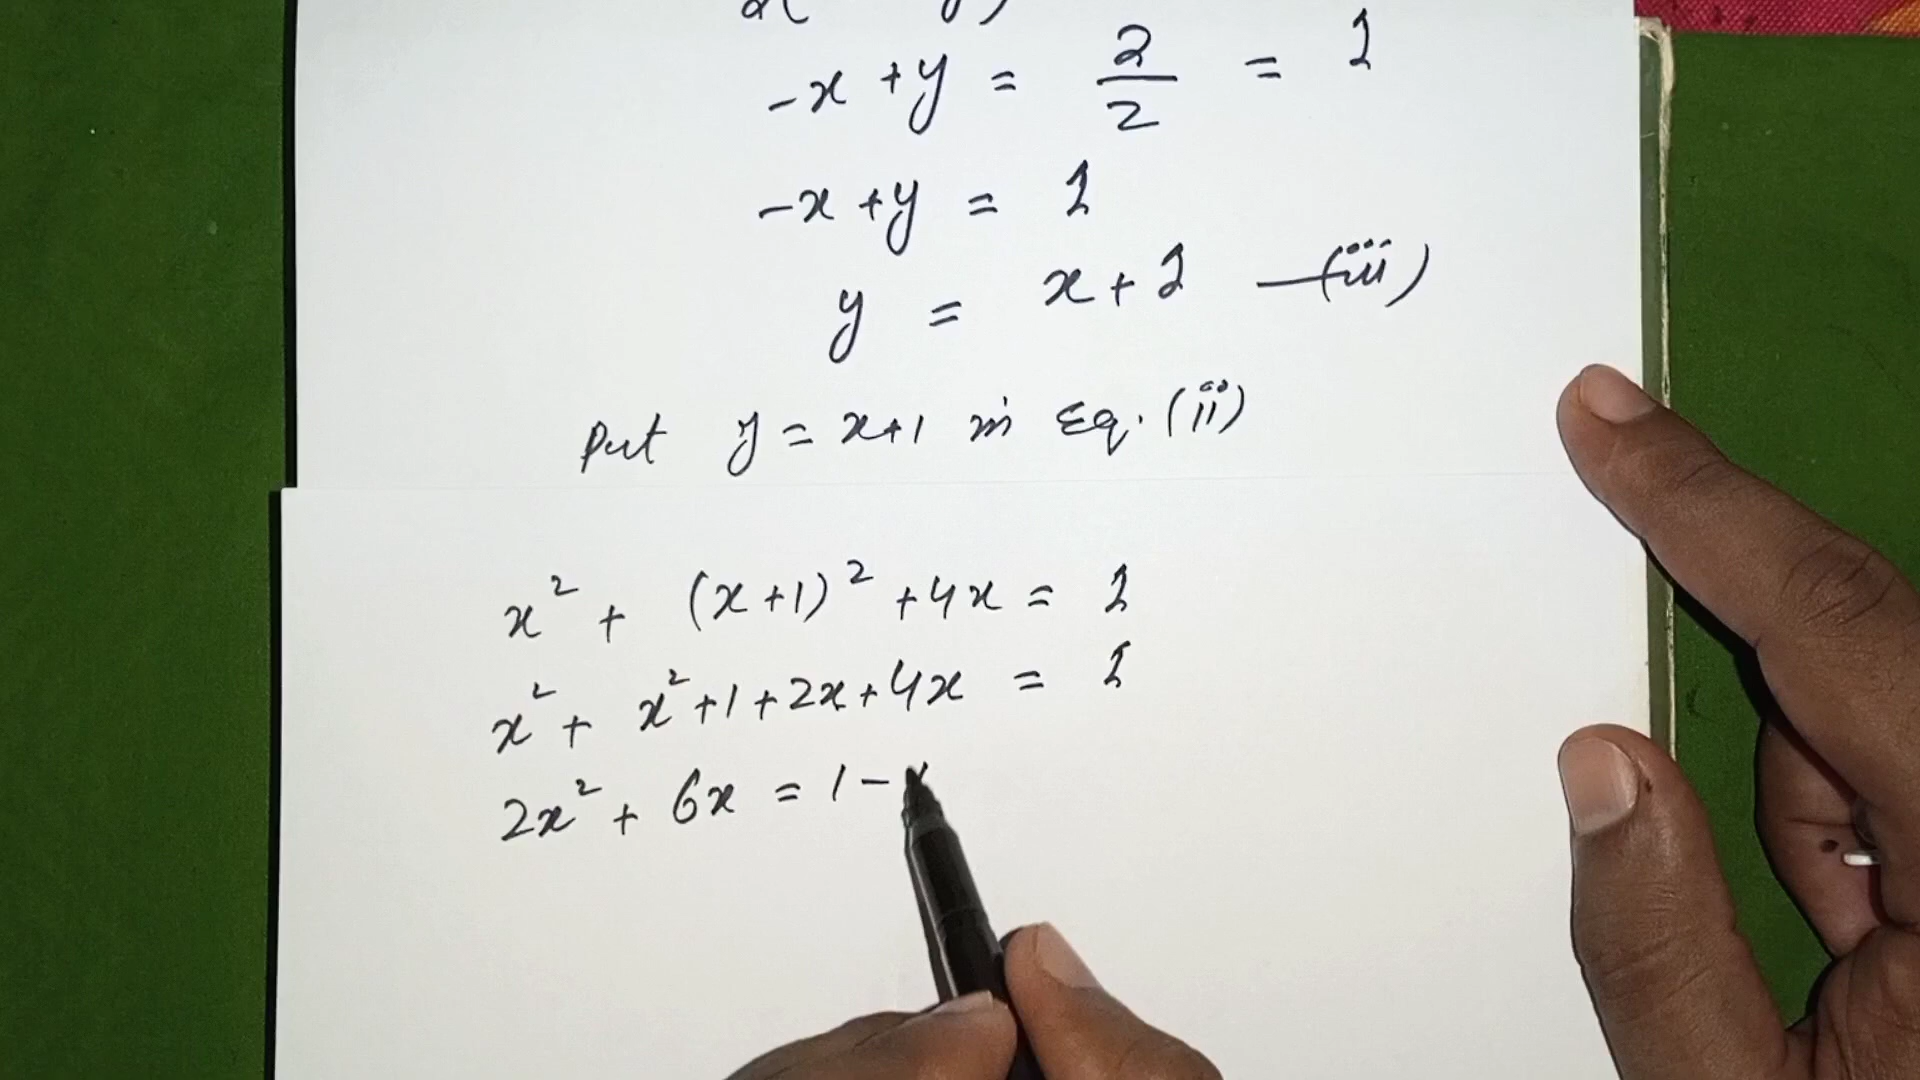 -x + y = 2/2 = 1
-x + y = 1
y = x + 1 —(iii)
Put y = x+1 in Eq. (ii)
x² + (x+1)² + 4x = 1
x² + x² + 1 + 2x + 4x = 1
2x² + 6x = 1 -